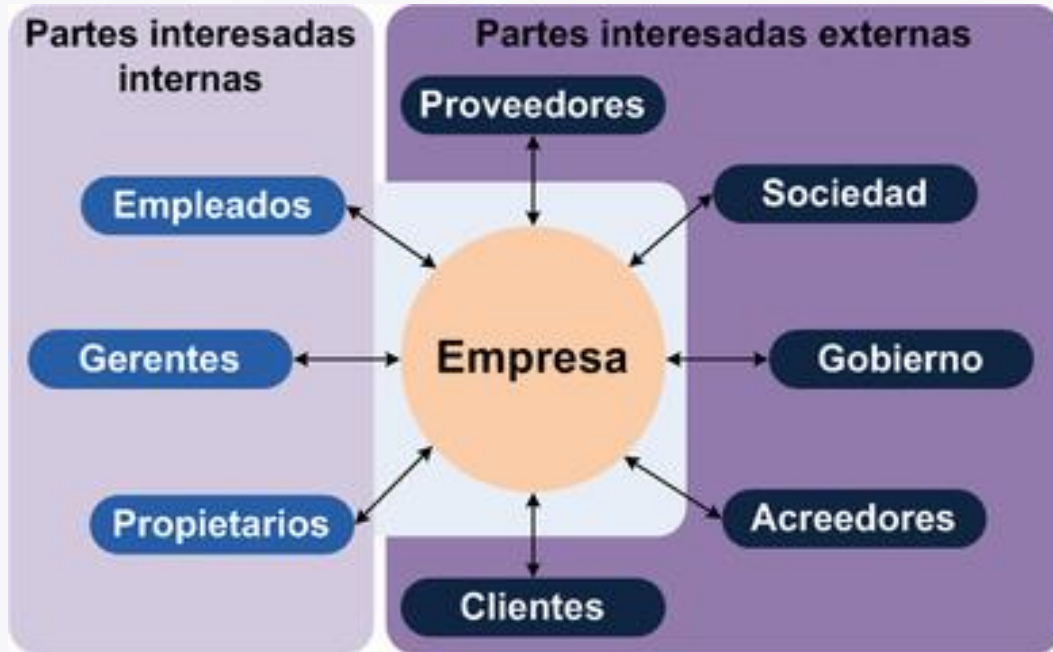 Partes interesadas
internas
Partes interesadas externas
Proveedores
Empleados
Sociedad
Gerentes
Empresa
Gobierno
Propietarios
Acreedores
Clientes